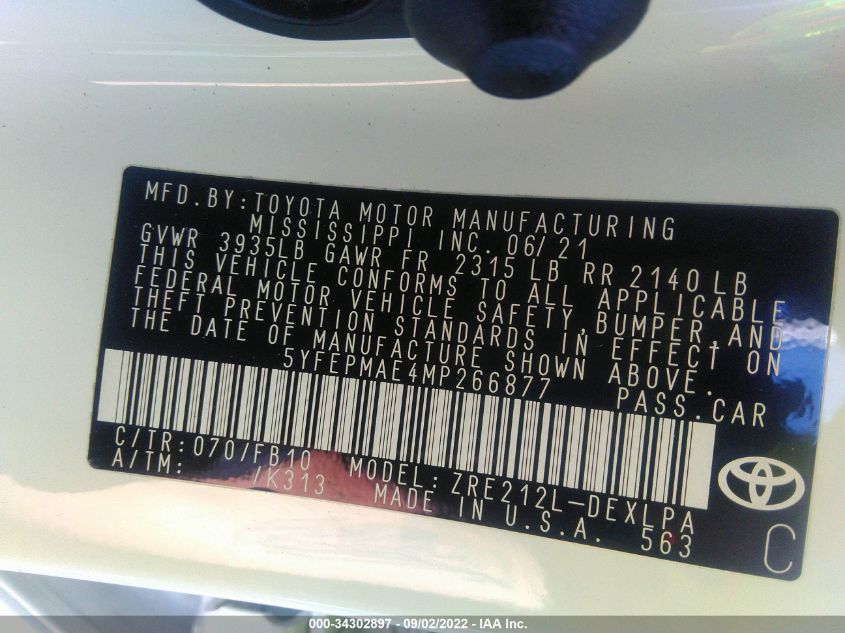 MFD.BY:TOYOTA MOTOR MANUFACTURING
MISSISSIPPI INC. 06/21
GVWR 3935LB GAWR FR 2315 LB RR 2140 LB
THIS VEHICLE CONFORMS TO ALL APPLICABLE
FEDERAL MOTOR VEHICLE SAFETY,BUMPER,AND
THEFT PREVENTION STANDARDS IN EFFECT ON
THE DATE OF MANUFACTURE SHOWN ABOVE.
5YFEPMAE4MP266877 PASS.CAR
C/TR:070/FB10 MODEL:ZRE212L-DEXLPA
A/TM: /K313 MADE IN U.S.A. 563
C
000-34302897 - 09/02/2022 - IAA Inc.